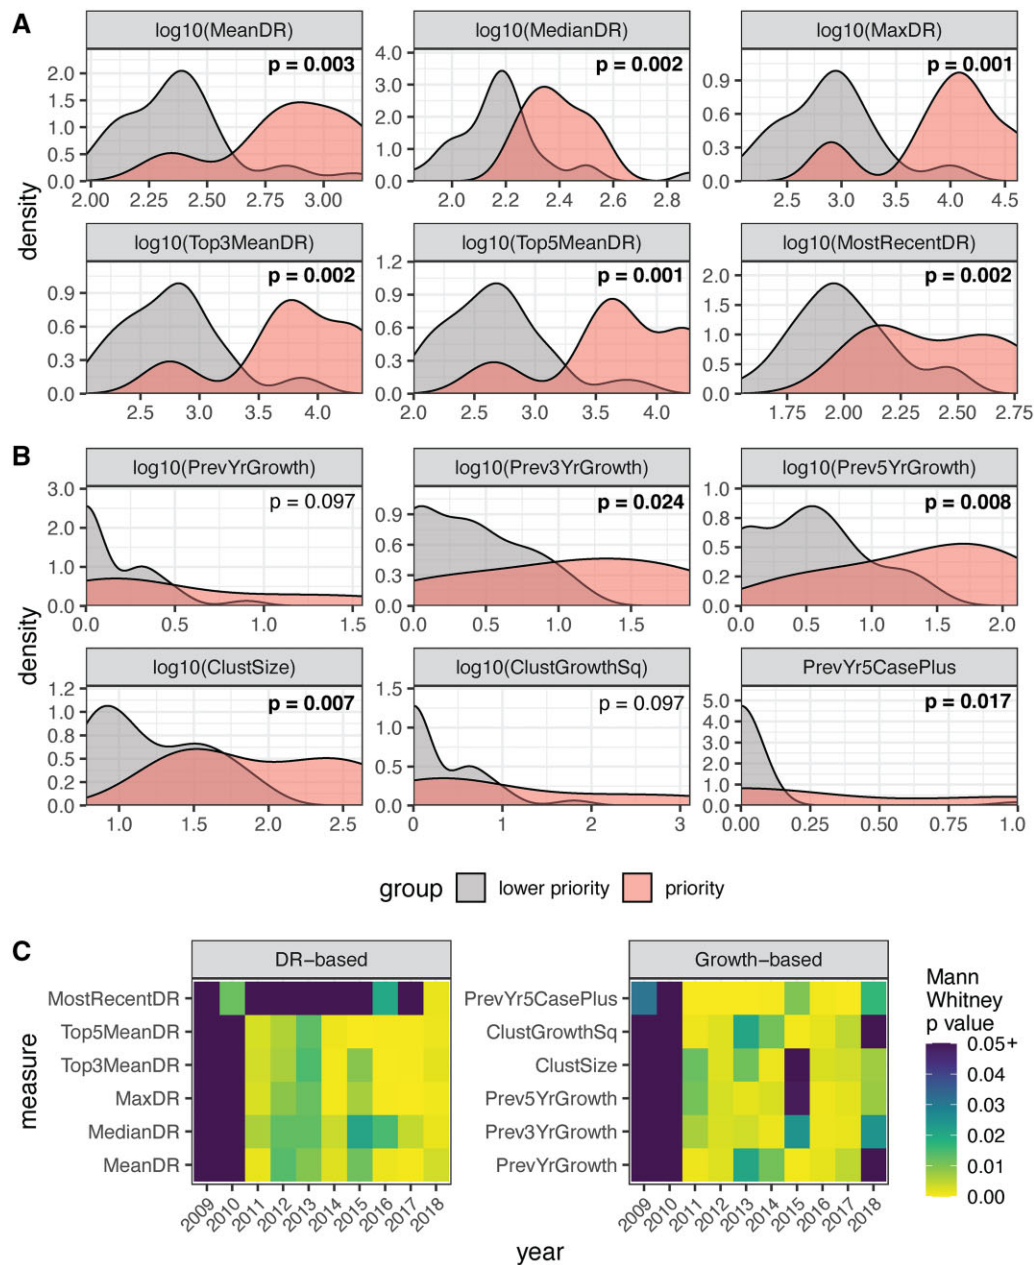 A
log10(MeanDR) log10(MedianDR) log10(MaxDR)
p = 0.003 p = 0.002 p = 0.001
2.0 1.5 1.0 0.5 0.0
4.0 3.0 2.0 1.0 0.0
0.9 0.6 0.3 0.0
2.00 2.25 2.50 2.75 3.00
2.0 2.2 2.4 2.6 2.8
2.5 3.0 3.5 4.0 4.5
density
log10(Top3MeanDR) log10(Top5MeanDR) log10(MostRecentDR)
p = 0.002 p = 0.001 p = 0.002
0.9 0.6 0.3 0.0
1.2 0.9 0.6 0.3 0.0
2.0 1.5 1.0 0.5 0.0
2.5 3.0 3.5 4.0
2.0 2.5 3.0 3.5 4.0
1.75 2.00 2.25 2.50 2.75
B
log10(PrevYrGrowth) log10(Prev3YrGrowth) log10(Prev5YrGrowth)
p = 0.097 p = 0.024 p = 0.008
3.0 2.0 1.0 0.0
0.9 0.6 0.3 0.0
1.0 0.8 0.5 0.2 0.0
0.0 0.5 1.0 1.5
0.0 0.5 1.0 1.5
0.0 0.5 1.0 1.5 2.0
density
log10(ClustSize) log10(ClustGrowthSq) PrevYr5CasePlus
p = 0.007 p = 0.097 p = 0.017
1.2 1.0 0.8 0.5 0.2 0.0
1.5 1.0 0.5 0.0
5.0 4.0 3.0 2.0 1.0 0.0
1.0 1.5 2.0 2.5
0 1 2 3
0.00 0.25 0.50 0.75 1.0
group lower priority priority
C
DR−based Growth−based
measure
MostRecentDR
Top5MeanDR
Top3MeanDR
MaxDR
MedianDR
MeanDR
2009 2010 2011 2012 2013 2014 2015 2016 2017 2018
PrevYr5CasePlus
ClustGrowthSq
ClustSize
Prev5YrGrowth
Prev3YrGrowth
PrevYrGrowth
2009 2010 2011 2012 2013 2014 2015 2016 2017 2018
year
Mann
Whitney
p value
0.05+
0.04
0.03
0.02
0.01
0.00